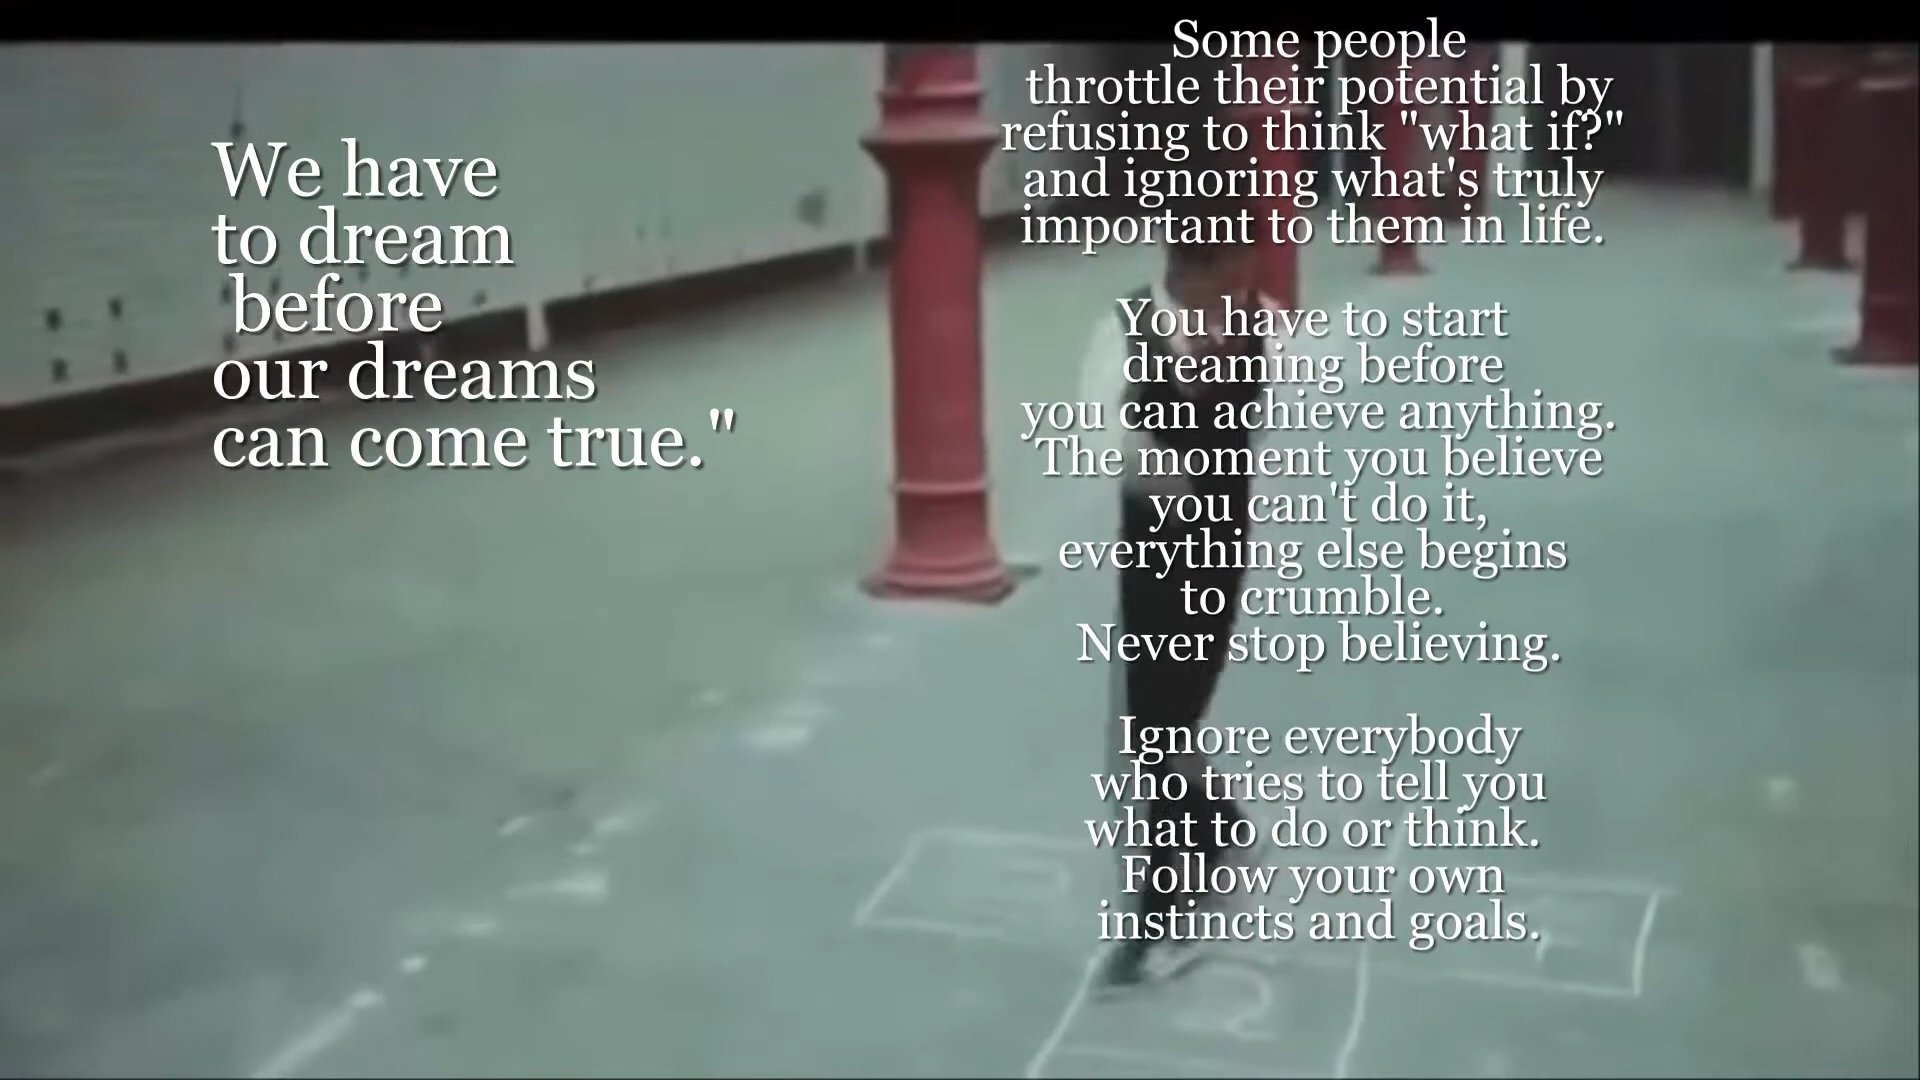 We have
to dream
before
our dreams
can come true."
Some people
throttle their potential by
refusing to think "what if?"
and ignoring what's truly
important to them in life.
You have to start
dreaming before
you can achieve anything.
The moment you believe
you can't do it,
everything else begins
to crumble.
Never stop believing.
Ignore everybody
who tries to tell you
what to do or think.
Follow your own
instincts and goals.